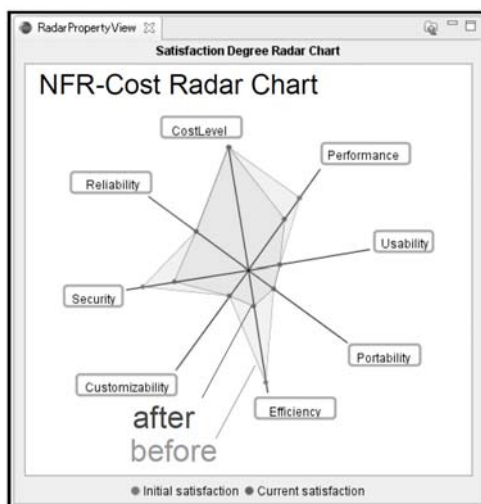 RadarPropertyView
Satisfaction Degree Radar Chart
NFR-Cost Radar Chart
CostLevel
Performance
Reliability
Usability
Security
Portability
Customizability
Efficiency
after
before
Initial satisfaction Current satisfaction